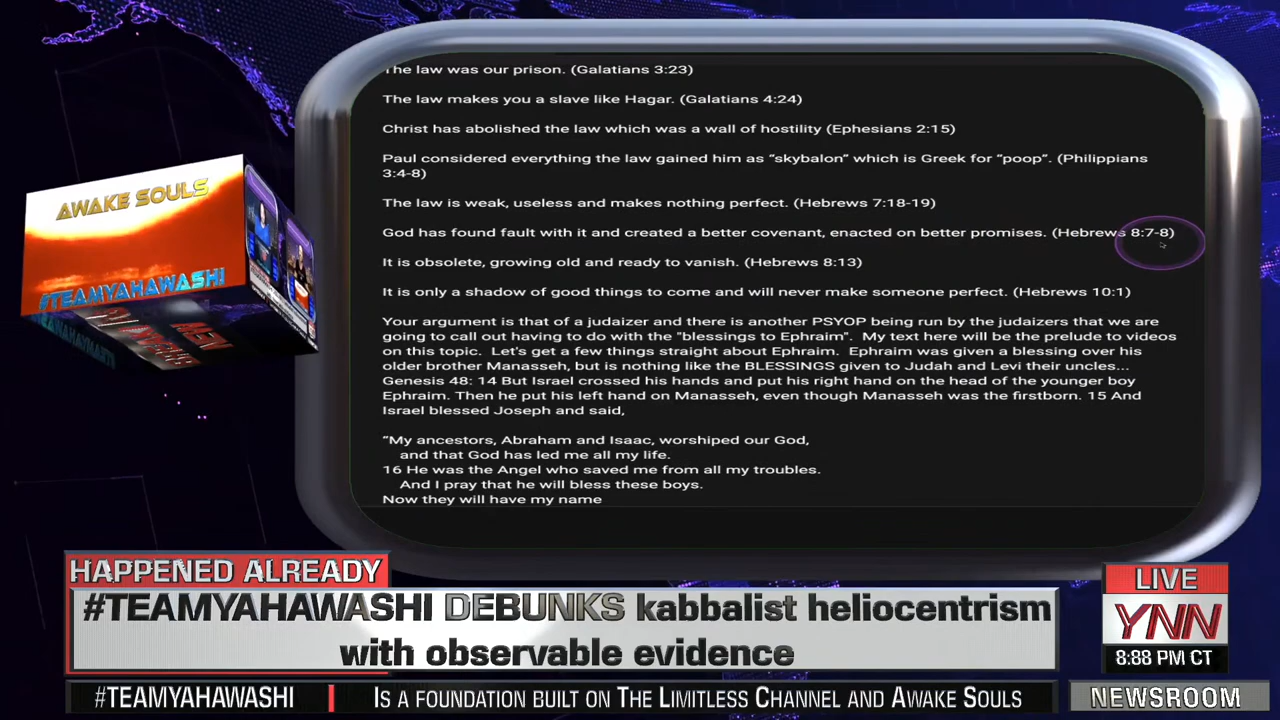 The law was our prison. (Galatians 3:23)
The law makes you a slave like Hagar. (Galatians 4:24)
Christ has abolished the law which was a wall of hostility (Ephesians 2:15)
Paul considered everything the law gained him as “skybalon” which is Greek for “poop”. (Philippians
3:4-8)
The law is weak, useless and makes nothing perfect. (Hebrews 7:18-19)
God has found fault with it and created a better covenant, enacted on better promises. (Hebrews 8:7-8)
It is obsolete, growing old and ready to vanish. (Hebrews 8:13)
It is only a shadow of good things to come and will never make someone perfect. (Hebrews 10:1)
Your argument is that of a judaizer and there is another PSYOP being run by the judaizers that we are
going to call out having to do with the "blessings to Ephraim".  My text here will be the prelude to videos
on this topic.  Let's get a few things straight about Ephraim.  Ephraim was given a blessing over his
older brother Manasseh, but is nothing like the BLESSINGS given to Judah and Levi their uncles...
Genesis 48: 14 But Israel crossed his hands and put his right hand on the head of the younger boy
Ephraim. Then he put his left hand on Manasseh, even though Manasseh was the firstborn. 15 And
Israel blessed Joseph and said,
“My ancestors, Abraham and Isaac, worshiped our God,
and that God has led me all my life.
16 He was the Angel who saved me from all my troubles.
And I pray that he will bless these boys.
Now they will have my name
AWAKE SOULS
#TEAMYAHAWASHI
HAPPENED ALREADY
#TEAMYAHAWASHI DEBUNKS kabbalist heliocentrism
with observable evidence
LIVE
YNN
8:88 PM CT
#TEAMYAHAWASHI
IS A FOUNDATION BUILT ON THE LIMITLESS CHANNEL AND AWAKE SOULS
NEWSROOM